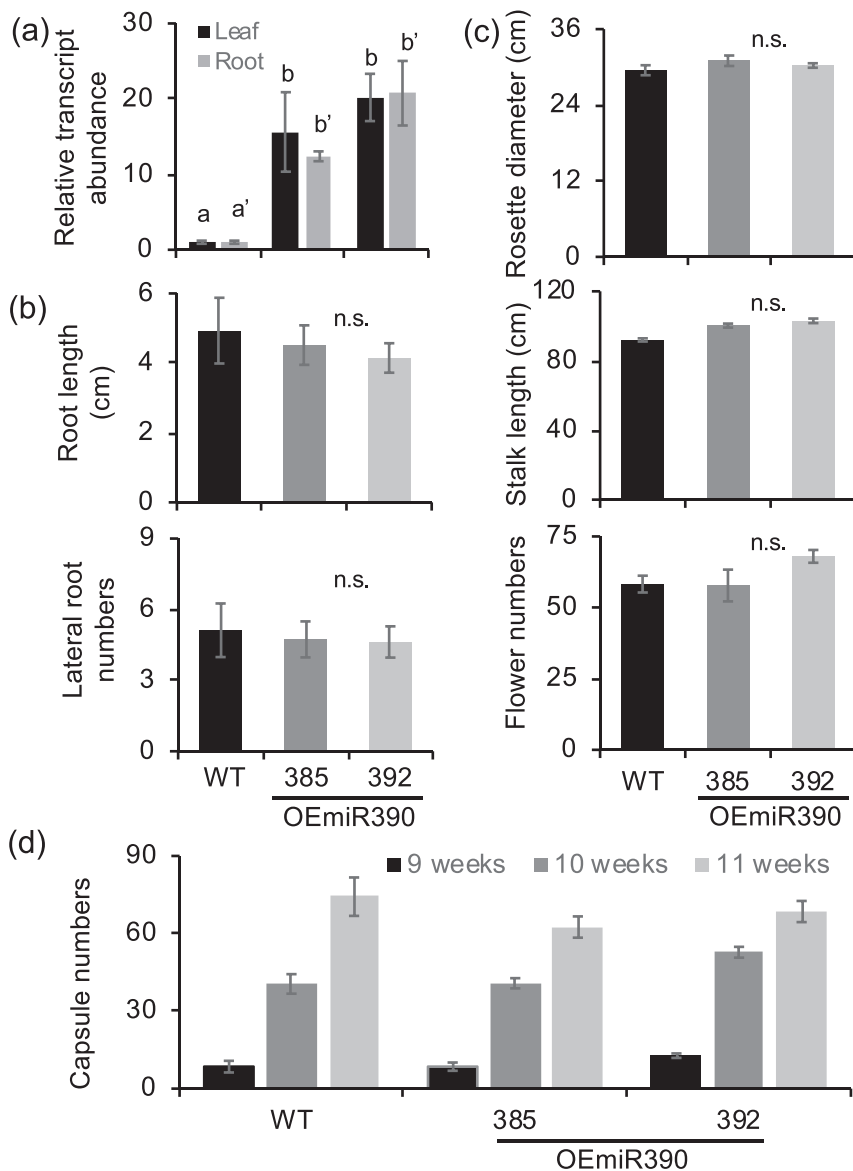 (a)
Leaf
Root
Relative transcript
abundance
30
20
10
0
a
a'
b
b'
b
b'
(b)
Root length
(cm)
6
4
2
0
n.s.
Lateral root
numbers
9
6
3
0
n.s.
WT
385
392
OEmiR390
(c)
Rosette diameter (cm)
36
24
12
0
n.s.
Stalk length (cm)
120
80
40
0
n.s.
Flower numbers
75
50
25
0
n.s.
WT
385
392
OEmiR390
(d)
9 weeks
10 weeks
11 weeks
Capsule numbers
90
60
30
0
WT
385
392
OEmiR390